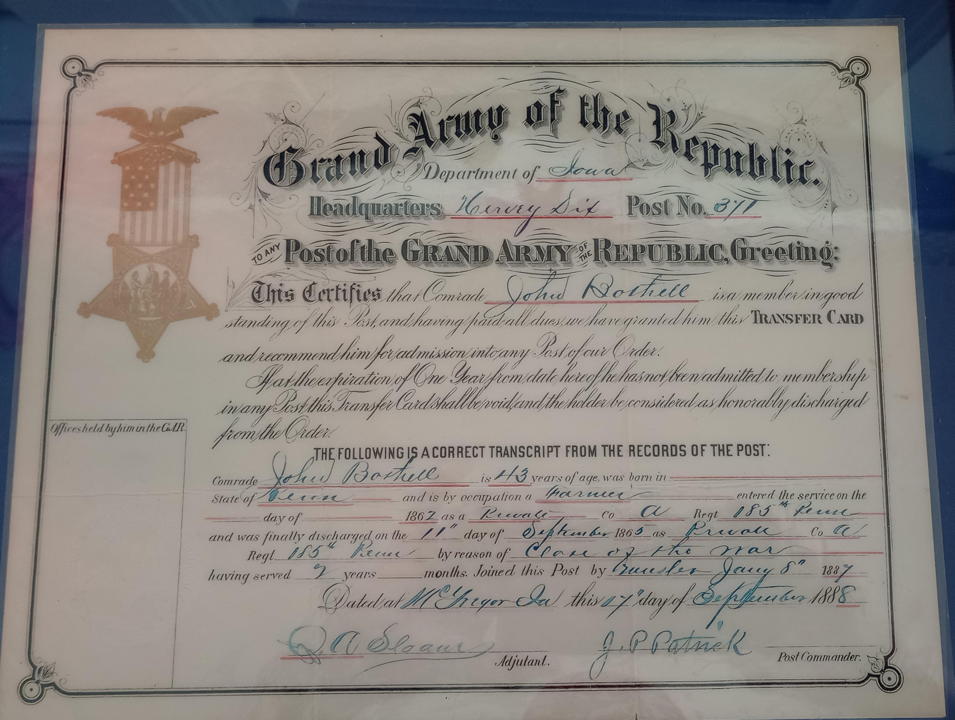 Grand Army of the Republic.
Department of Iowa
Headquarters Hervey Dix Post No. 371
TO ANY Post of the GRAND ARMY OF THE REPUBLIC, Greeting:
This Certifies that Comrade John Bothell is a member in good
standing of this Post, and having paid all dues, we have granted him this TRANSFER CARD
and recommend him for admission into any Post of our Order.
If at the expiration of One Year from date hereof he has not been admitted to membership
in any Post this Transfer Card shall be void, and the holder be considered as honorably discharged
from the Order.
Offices held by him in the G.A.R.
THE FOLLOWING IS A CORRECT TRANSCRIPT FROM THE RECORDS OF THE POST:
Comrade John Bothell is 43 years of age, was born in
State of Penn and is by occupation a Farmer entered the service on the
day of 1862 as a Private Co A Regt 185th Penn
and was finally discharged on the 11" day of September 1865 as Private Co A
Regt. 185th Penn by reason of Close of the war
having served years months. Joined this Post by Transfer Jany 8" 1887
Dated at McGregor Ia this 17" day of September 1888
Adjutant. J. P. Patrick Post Commander.